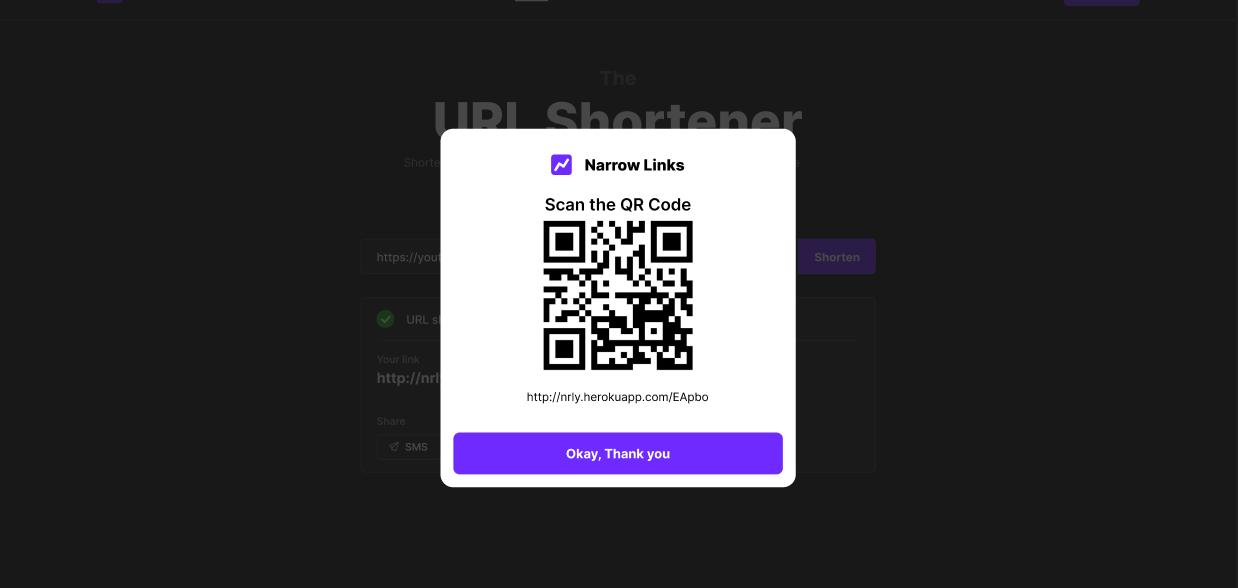 The
URL Shortener
Narrow Links
Scan the QR Code
https://yout
Shorten
URL sh
Your link
http://nrl
http://nrly.herokuapp.com/EApbo
Share
SMS
Okay, Thank you